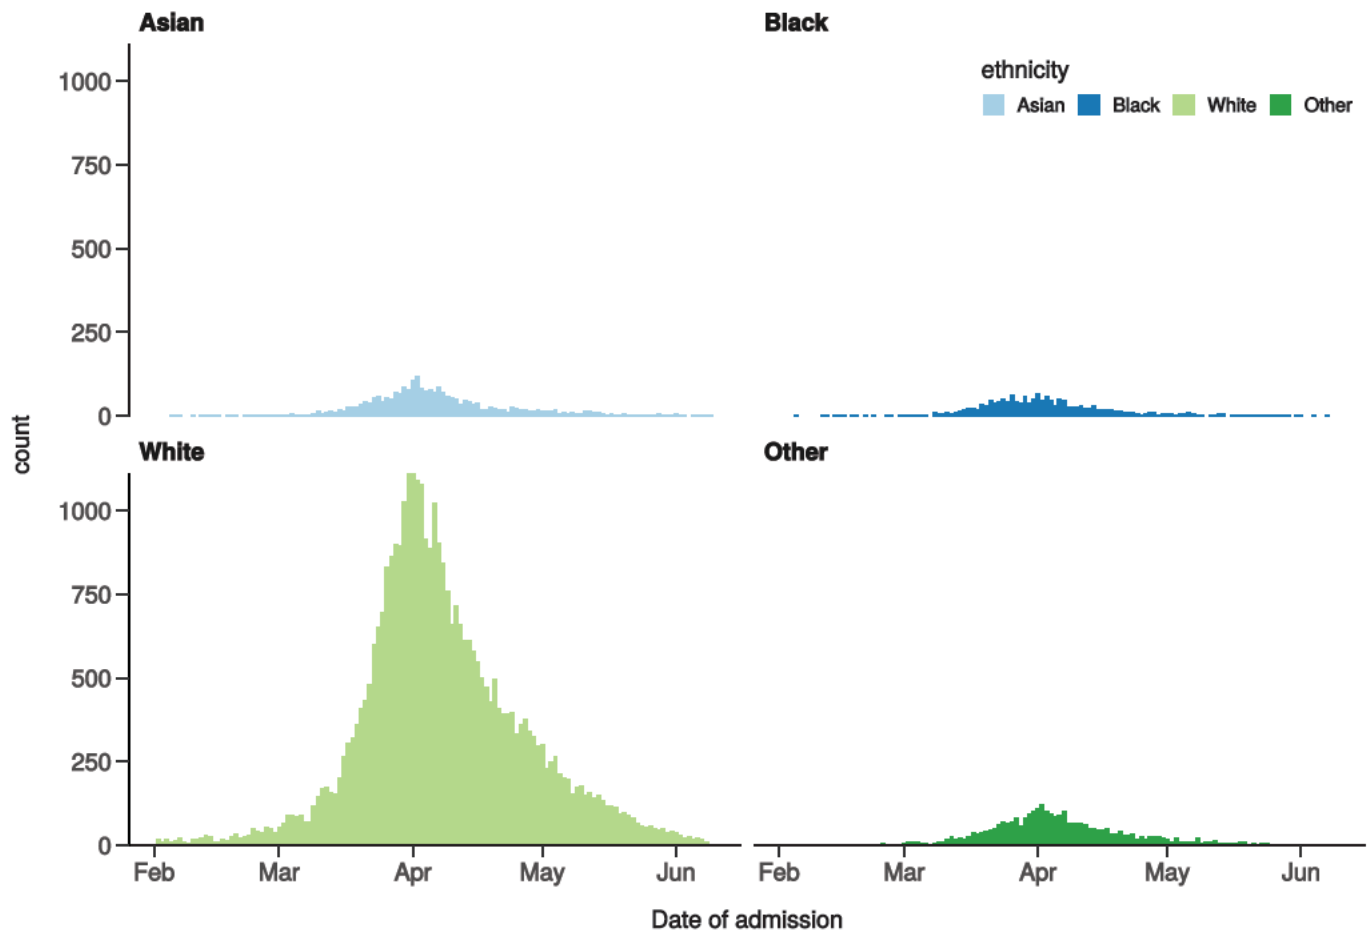 Asian
Black
ethnicity
Asian Black White Other
1000
750
500
250
0
count
White
Other
1000
750
500
250
0
Feb Mar Apr May Jun Feb Mar Apr May Jun
Date of admission